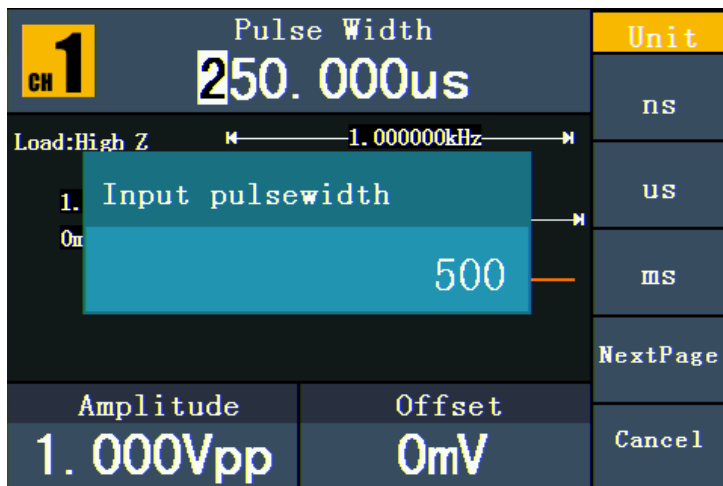 CH 1
Pulse Width
250.000us
Unit
ns
us
ms
NextPage
Cancel
Load:High Z
1.000000kHz
1.
0m
Input pulsewidth
500
Amplitude
1.000Vpp
Offset
0mV